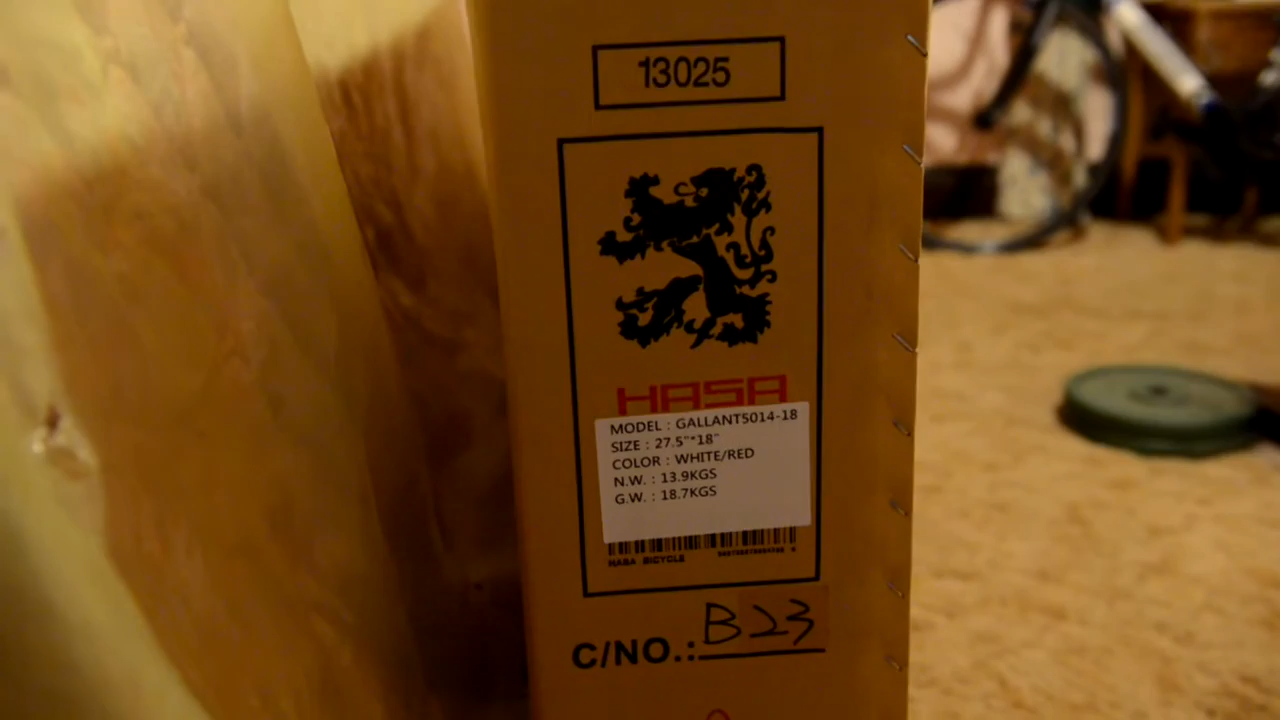 13025
HASA
MODEL : GALLANT5014-18
SIZE : 27.5"*18"
COLOR : WHITE/RED
N.W. : 13.9KGS
G.W. : 18.7KGS
HASA BICYCLE
C/NO.: B23